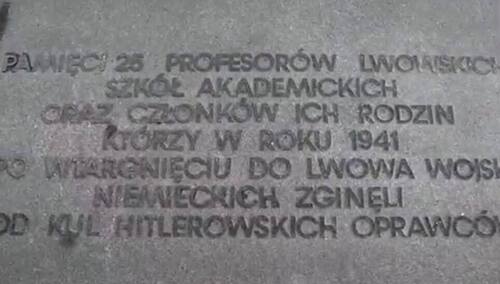 PAMIĘCI 25 PROFESORÓW LWOWSKICH
SZKÓŁ AKADEMICKICH
ORAZ CZŁONKÓW ICH RODZIN
KTÓRZY W ROKU 1941
PO WTARGNIĘCIU DO LWOWA WOJSK
NIEMIECKICH ZGINĘLI
OD KUL HITLEROWSKICH OPRAWCÓW